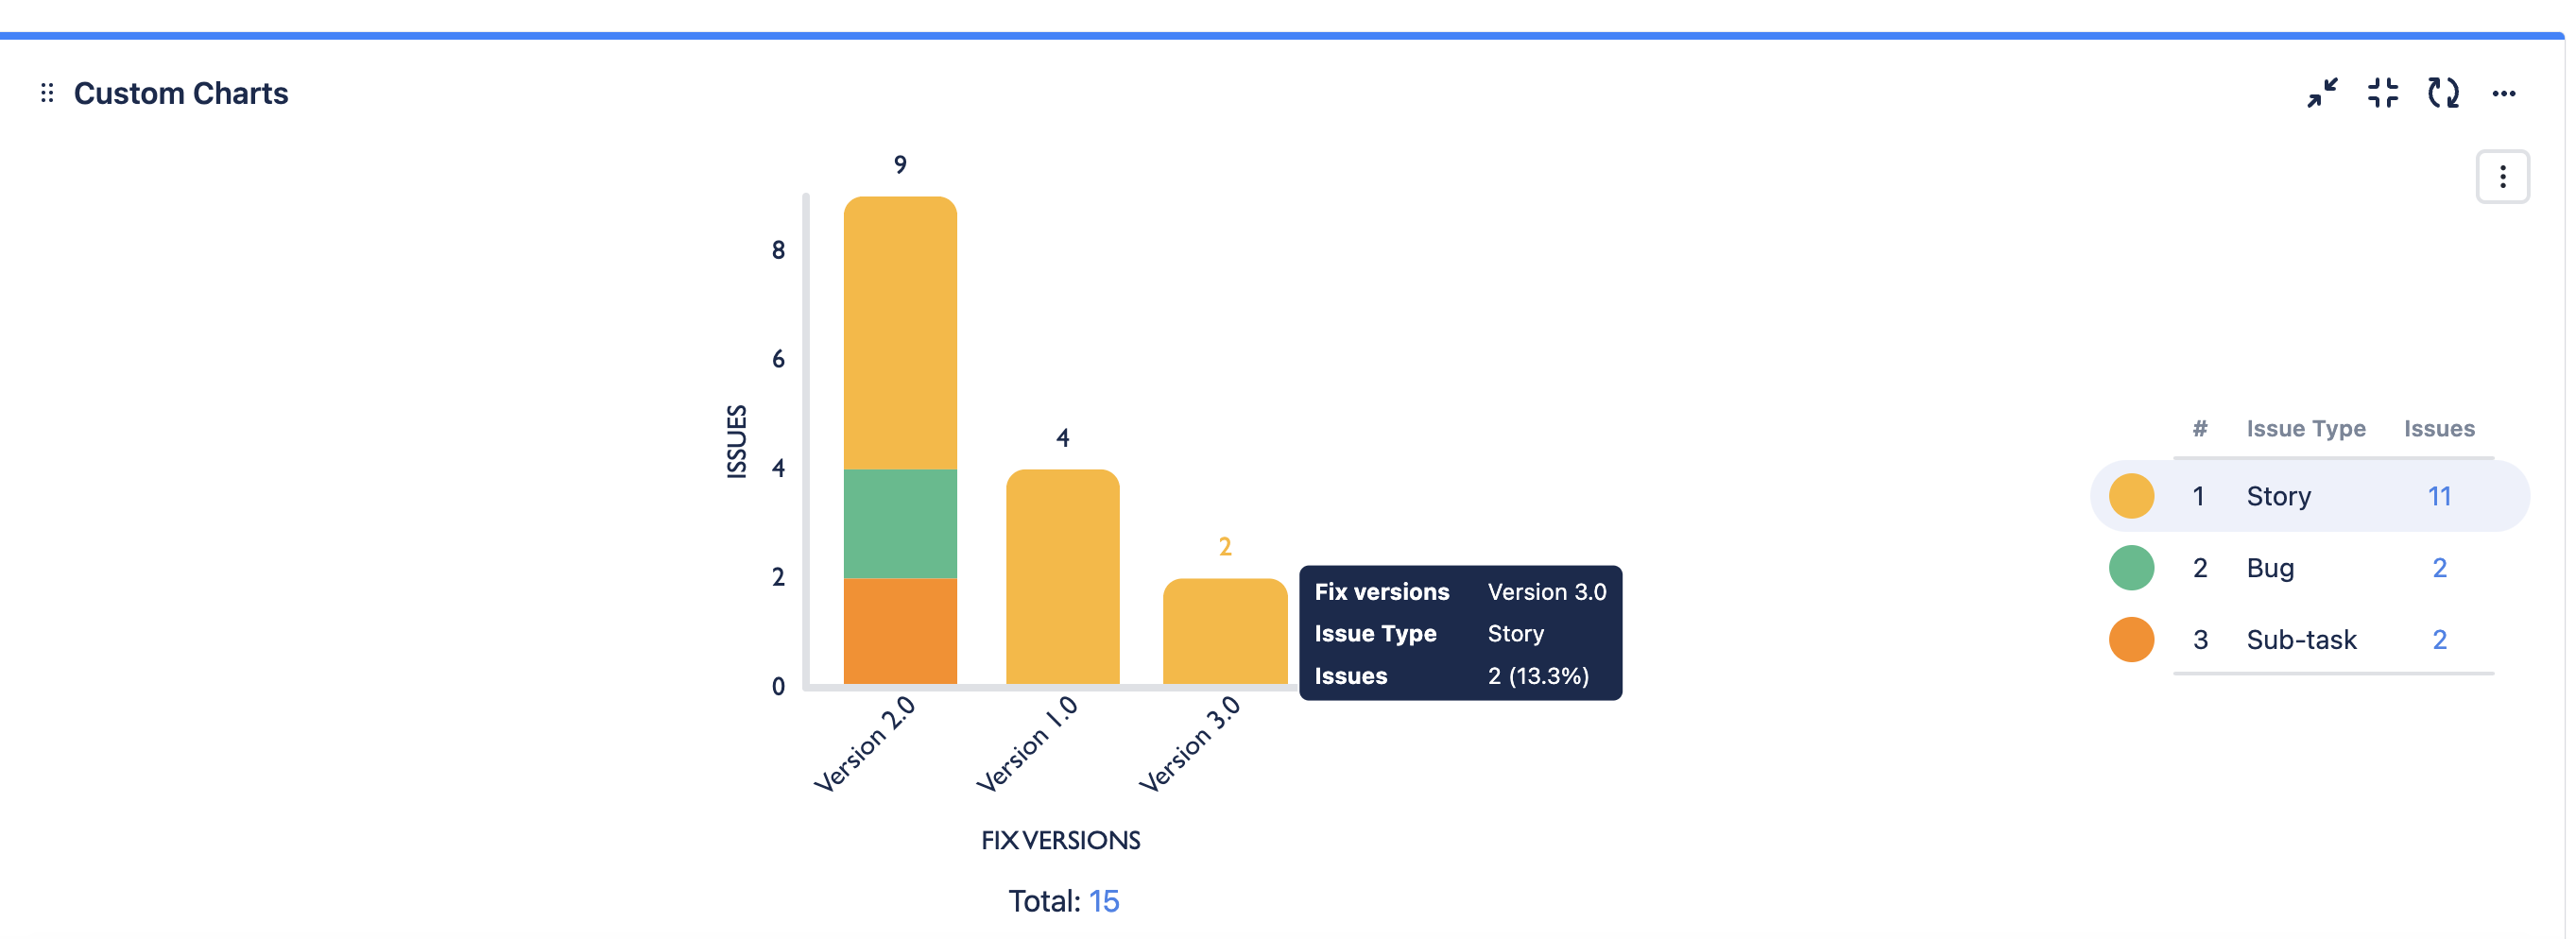 Custom Charts
9
8
6
4
2
0
4
2
ISSUES
Version 2.0
Version 1.0
Version 3.0
FIX VERSIONS
Total: 15
Fix versions Version 3.0
Issue Type Story
Issues 2 (13.3%)
# Issue Type Issues
1 Story 11
2 Bug 2
3 Sub-task 2